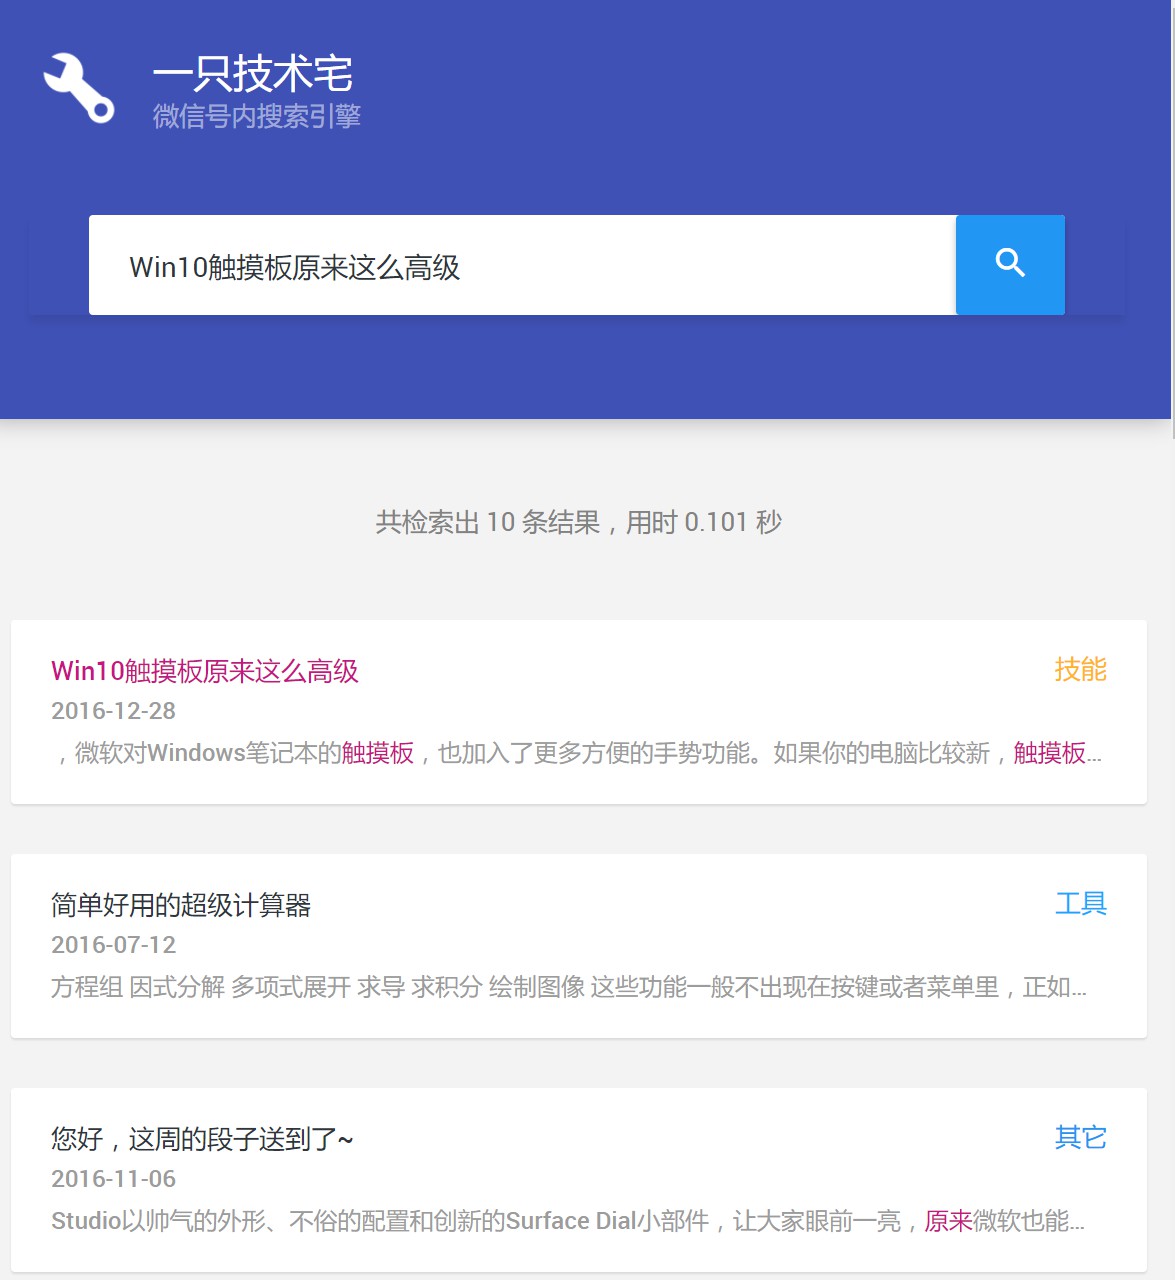 一只技术宅
微信号内搜索引擎
Win10触摸板原来这么高级
共检索出 10 条结果，用时 0.101 秒
Win10触摸板原来这么高级
技能
2016-12-28
，微软对Windows笔记本的触摸板，也加入了更多方便的手势功能。如果你的电脑比较新，触摸板...
简单好用的超级计算器
工具
2016-07-12
方程组 因式分解 多项式展开 求导 求积分 绘制图像 这些功能一般不出现在按键或者菜单里，正如...
您好，这周的段子送到了~
其它
2016-11-06
Studio以帅气的外形、不俗的配置和创新的Surface Dial小部件，让大家眼前一亮，原来微软也能...